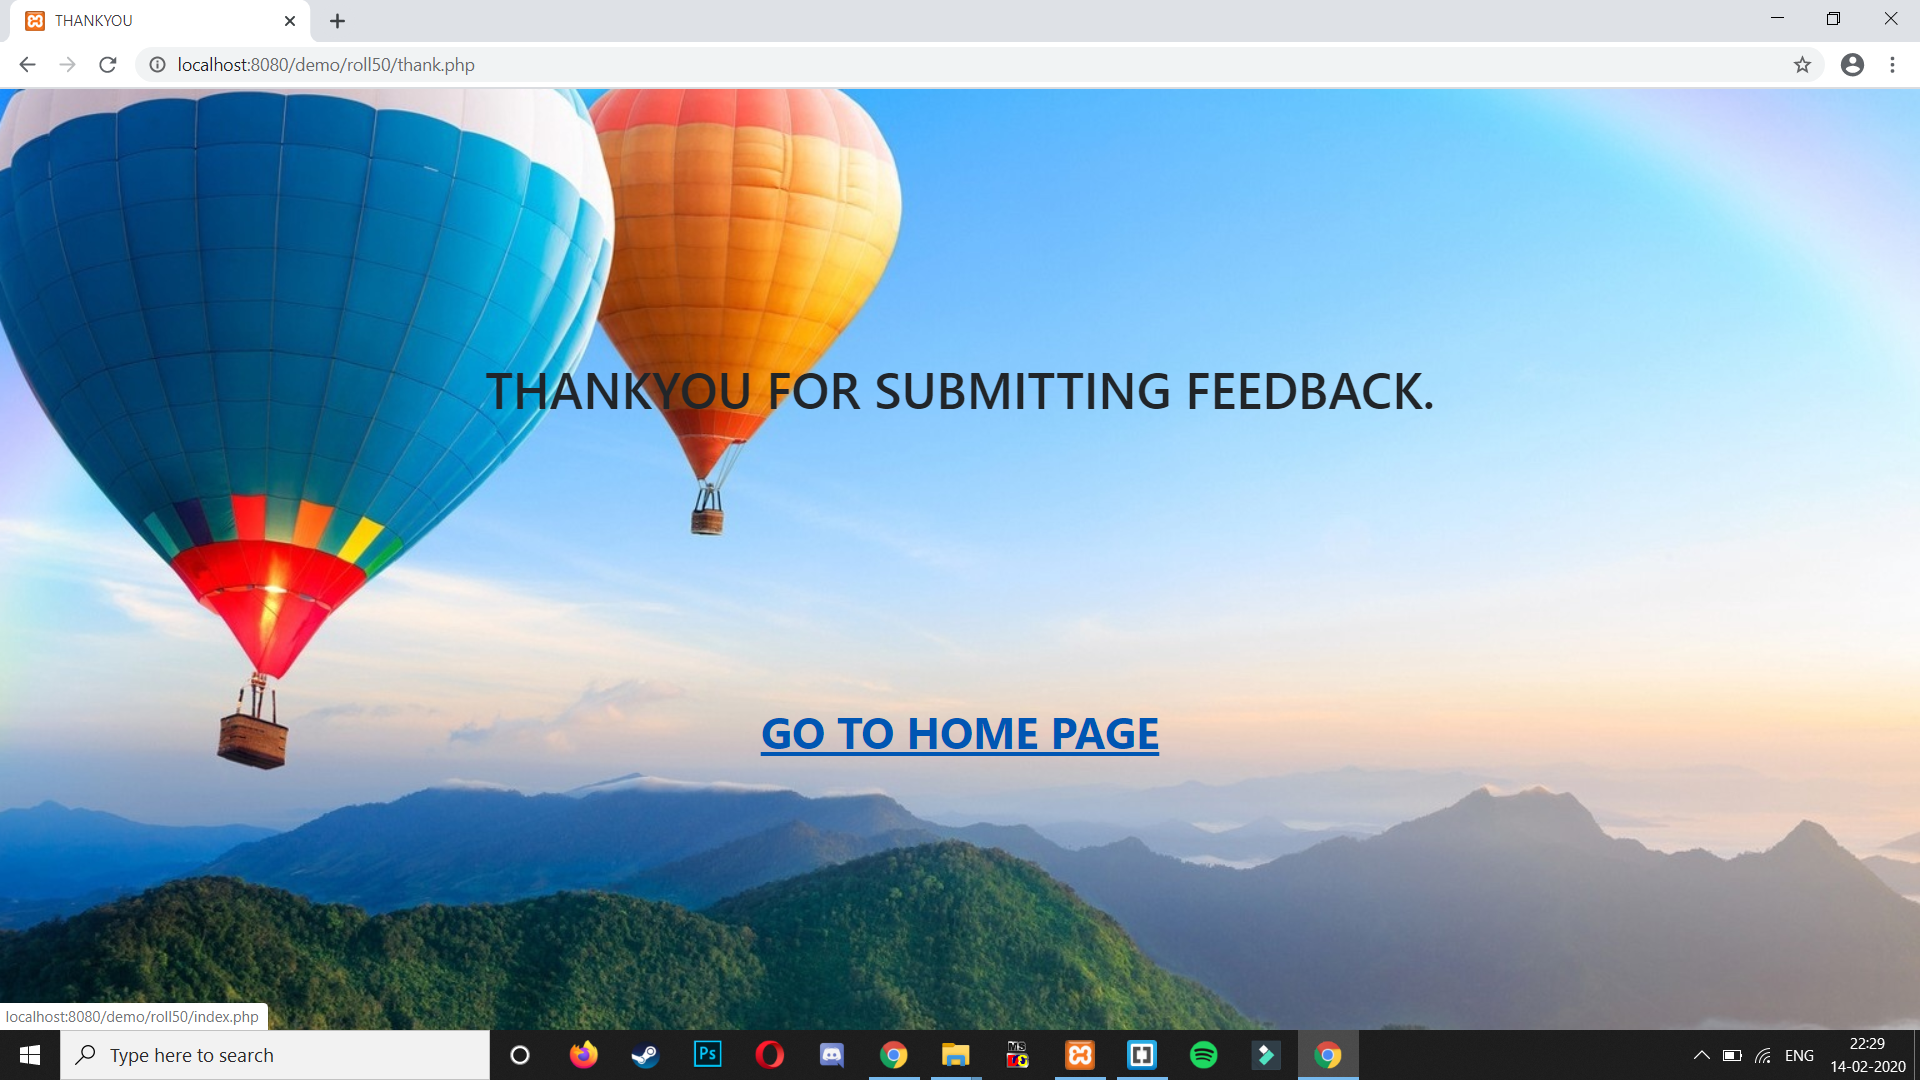 THANKYOU
localhost:8080/demo/roll50/thank.php
THANKYOU FOR SUBMITTING FEEDBACK.
GO TO HOME PAGE
localhost:8080/demo/roll50/index.php
Type here to search
Ps
MS
ENG
22:29
14-02-2020